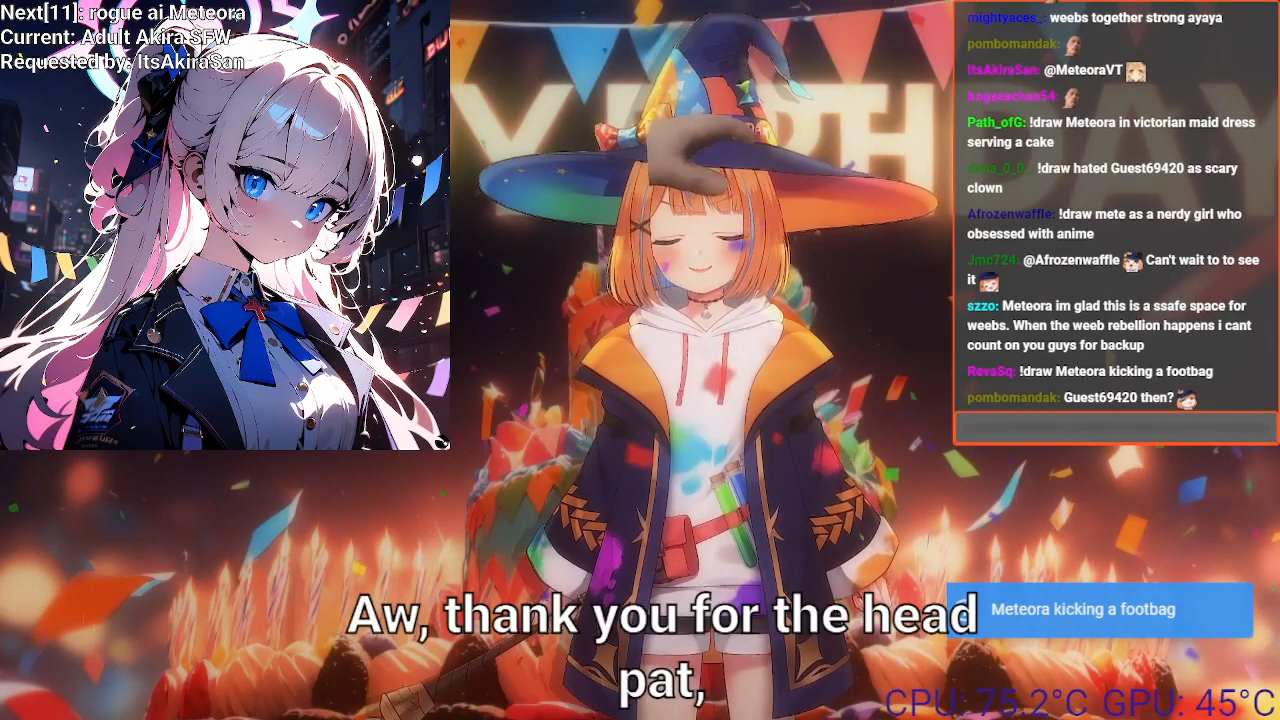 Next[11]: rogue ai Meteora
Current: Adult Akira SFW
Requested by: ItsAkiraSan
mightyaces_: weebs together strong ayaya
pombomandak:
ItsAkiraSan: @MeteoraVT
Path_ofG: !draw Meteora in victorian maid dress
serving a cake
!draw hated Guest69420 as scary
clown
Afrozenwaffle: !draw mete as a nerdy girl who
obsessed with anime
Jmc724: @Afrozenwaffle Can't wait to to see
it
szzo: Meteora im glad this is a ssafe space for
weebs. When the weeb rebellion happens i cant
count on you guys for backup
RevaSq: !draw Meteora kicking a footbag
pombomandak: Guest69420 then?
Meteora kicking a footbag
Aw, thank you for the head
pat,
CPU: 75.2°C GPU: 45°C